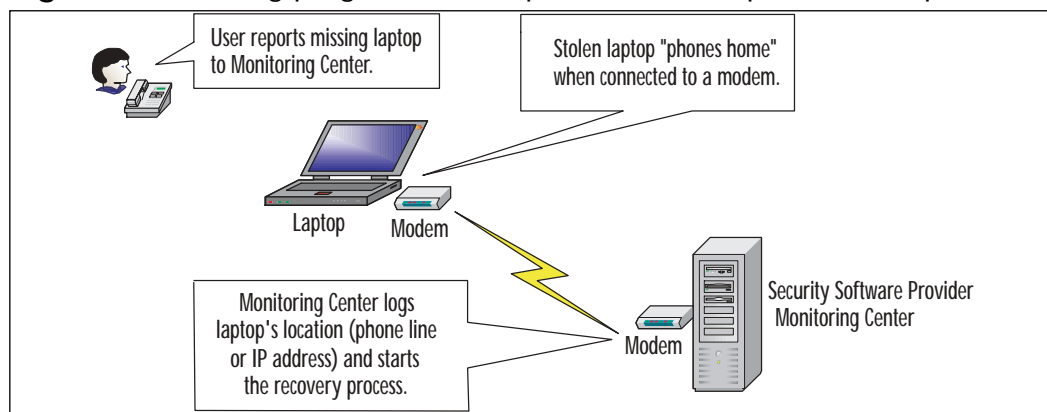 User reports missing laptop
to Monitoring Center.
Stolen laptop "phones home"
when connected to a modem.
Laptop
Modem
Monitoring Center logs
laptop's location (phone line
or IP address) and starts
the recovery process.
Modem
Security Software Provider
Monitoring Center